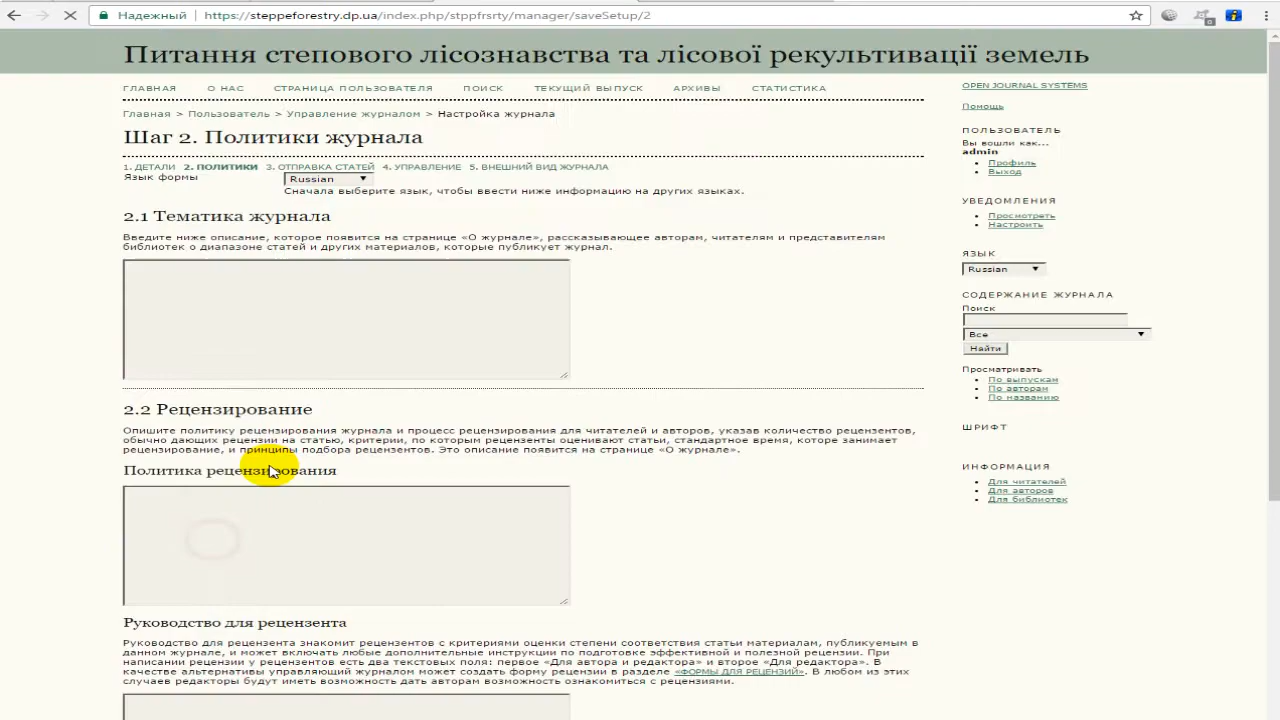 Надежный
https://steppeforestry.dp.ua/index.php/stppfrsrty/manager/saveSetup/2
Питання степового лісознавства та лісової рекультивації земель
ГЛАВНАЯ О НАС СТРАНИЦА ПОЛЬЗОВАТЕЛЯ ПОИСК ТЕКУЩИЙ ВЫПУСК АРХИВЫ СТАТИСТИКА
Главная > Пользователь > Управление журналом > Настройка журнала
Шаг 2. Политики журнала
1. ДЕТАЛИ 2. ПОЛИТИКИ 3. ОТПРАВКА СТАТЕЙ 4. УПРАВЛЕНИЕ 5. ВНЕШНИЙ ВИД ЖУРНАЛА
Язык формы Russian
Сначала выберите язык, чтобы ввести ниже информацию на других языках.
2.1 Тематика журнала
Введите ниже описание, которое появится на странице «О журнале», рассказывающее авторам, читателям и представителям
библиотек о диапазоне статей и других материалов, которые публикует журнал.
2.2 Рецензирование
Опишите политику рецензирования журнала и процесс рецензирования для читателей и авторов, указав количество рецензентов,
обычно дающих рецензии на статью, критерии, по которым рецензенты оценивают статьи, стандартное время, которе занимает
рецензирование, и принципы подбора рецензентов. Это описание появится на странице «О журнале».
Политика рецензирования
Руководство для рецензента
Руководство для рецензента знакомит рецензентов с критериями оценки степени соответствия статьи материалам, публикуемым в
данном журнале, и может включать любые дополнительные инструкции по подготовке эффективной и полезной рецензии. При
написании рецензии у рецензентов есть два текстовых поля: первое «Для автора и редактора» и второе «Для редактора». В
качестве альтернативы управляющий журналом может создать форму рецензии в разделе «ФОРМЫ ДЛЯ РЕЦЕНЗИЙ». В любом из этих
случаев редакторы будут иметь возможность дать авторам возможность ознакомиться с рецензиями.
OPEN JOURNAL SYSTEMS
Помощь
ПОЛЬЗОВАТЕЛЬ
Вы вошли как...
admin
Профиль
Выход
УВЕДОМЛЕНИЯ
Просмотреть
Настроить
ЯЗЫК
Russian
СОДЕРЖАНИЕ ЖУРНАЛА
Поиск
Все
Найти
Просматривать
По выпускам
По авторам
По названию
ШРИФТ
ИНФОРМАЦИЯ
Для читателей
Для авторов
Для библиотек